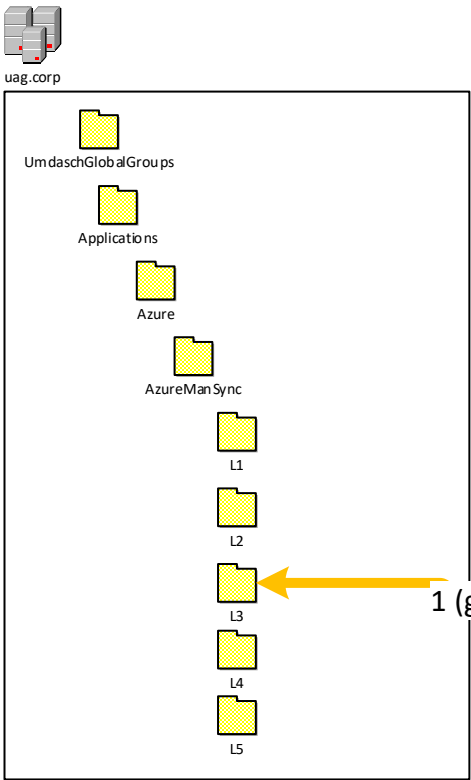 uag.corp
UmdaschGlobalGroups
Applications
Azure
AzureManSync
L1
L2
L3
1 (g
L4
L5